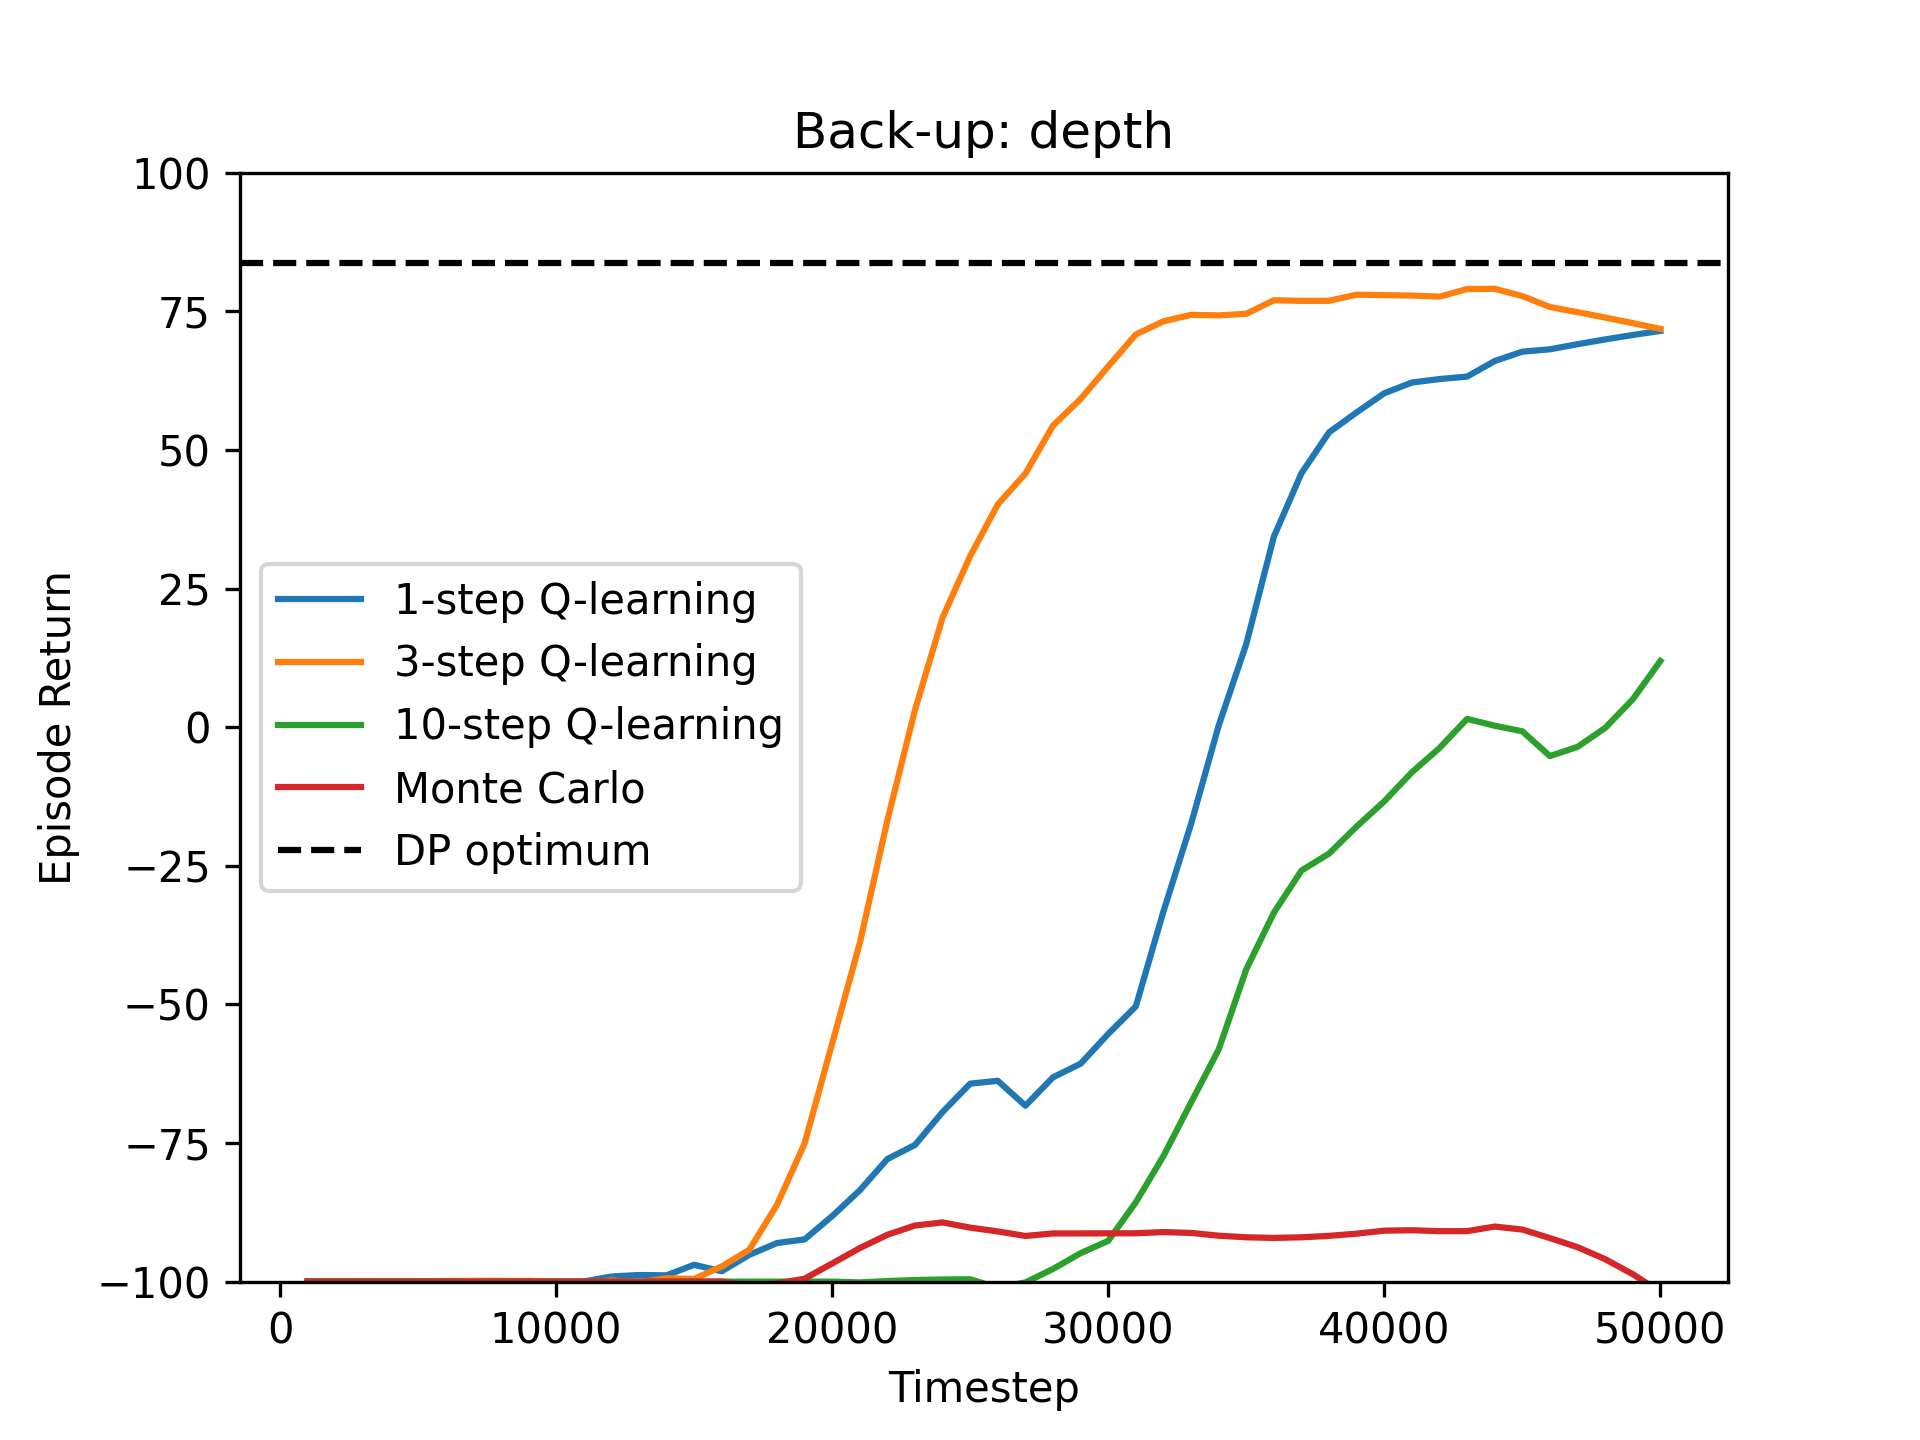 Back-up: depth
100
75
50
25
0
−25
−50
−75
−100
Episode Return
1-step Q-learning
3-step Q-learning
10-step Q-learning
Monte Carlo
DP optimum
0 10000 20000 30000 40000 50000
Timestep